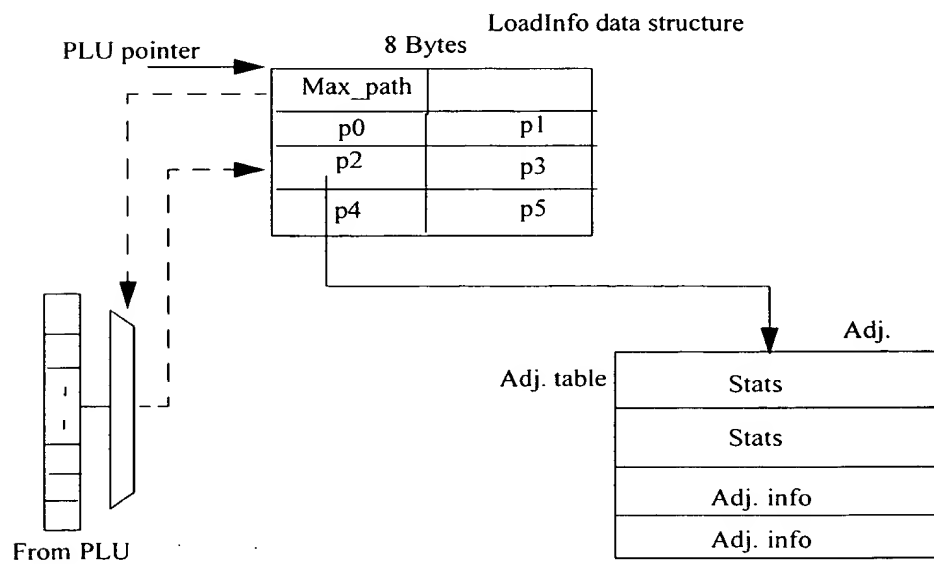 LoadInfo data structure
8 Bytes
PLU pointer
Max_path
p0 p1
p2 p3
p4 p5
Adj.
Adj. table
Stats
Stats
Adj. info
Adj. info
From PLU